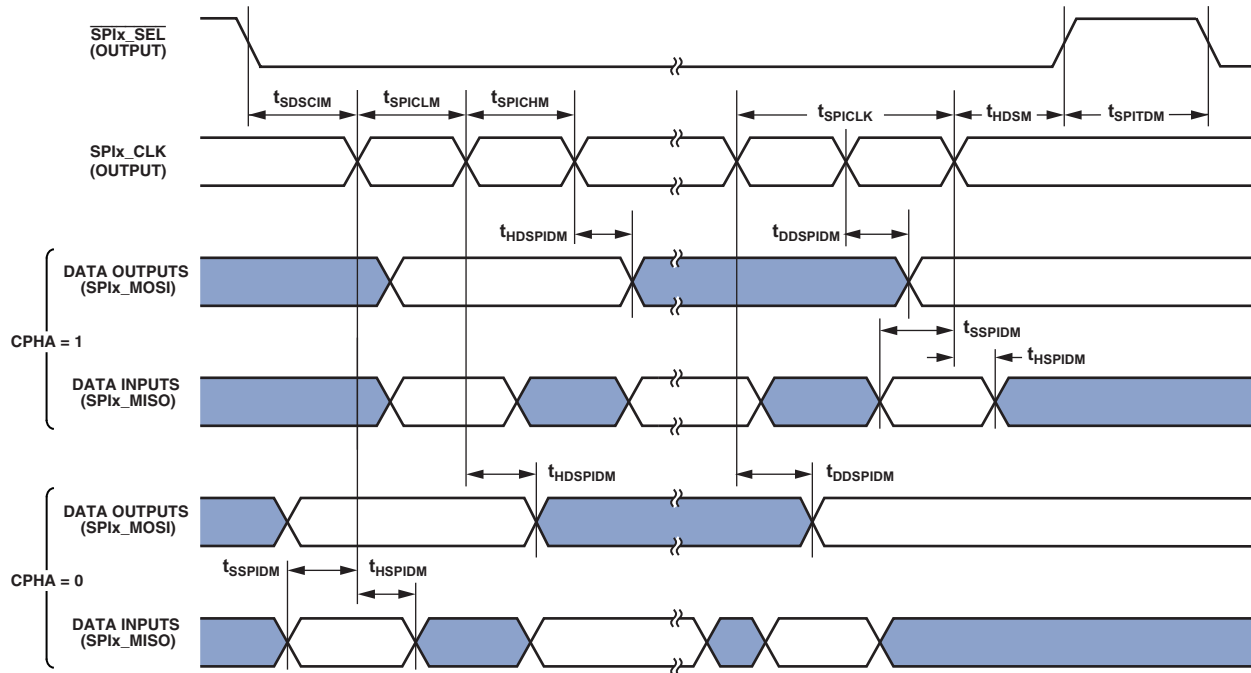 SPIx_SEL
(OUTPUT)
tSDSCIM
tSPICLM
tSPICHM
tSPICLK
tHDSM
tSPITDM
SPIx_CLK
(OUTPUT)
tHDSPIDM
tDDSPIDM
DATA OUTPUTS
(SPIx_MOSI)
tSSPIDM
CPHA = 1
tHSPIDM
DATA INPUTS
(SPIx_MISO)
tHDSPIDM
tDDSPIDM
DATA OUTPUTS
(SPIx_MOSI)
CPHA = 0
tSSPIDM
tHSPIDM
DATA INPUTS
(SPIx_MISO)